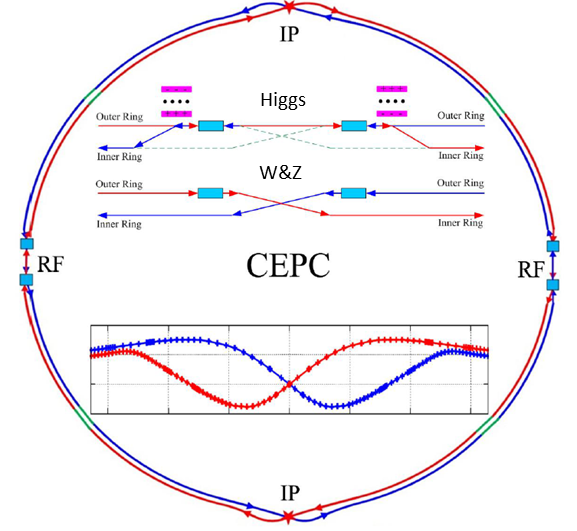 IP
Higgs
Outer Ring
Outer Ring
Inner Ring
Inner Ring
W&Z
Outer Ring
Outer Ring
Inner Ring
Inner Ring
RF
CEPC
RF
IP